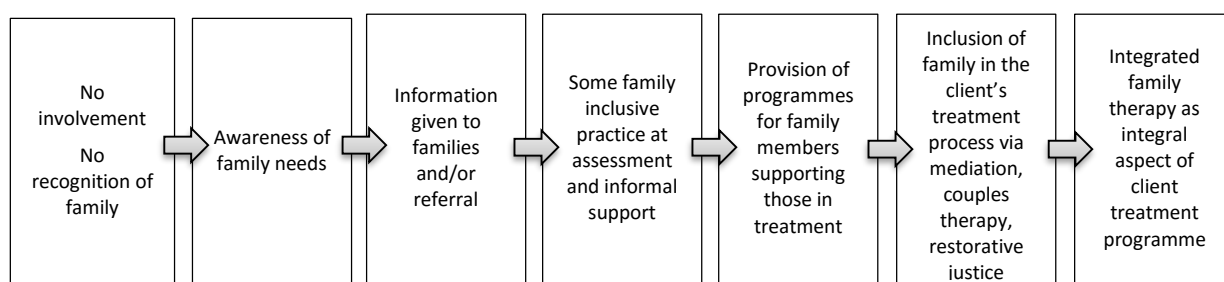 No
involvement
No
recognition of
family
Awareness of
family needs
Information
given to
families
and/or
referral
Some family
inclusive
practice at
assessment
and informal
support
Provision of
programmes
for family
members
supporting
those in
treatment
Inclusion of
family in the
client’s
treatment
process via
mediation,
couples
therapy,
restorative
justice
Integrated
family
therapy as
integral
aspect of
client
treatment
programme